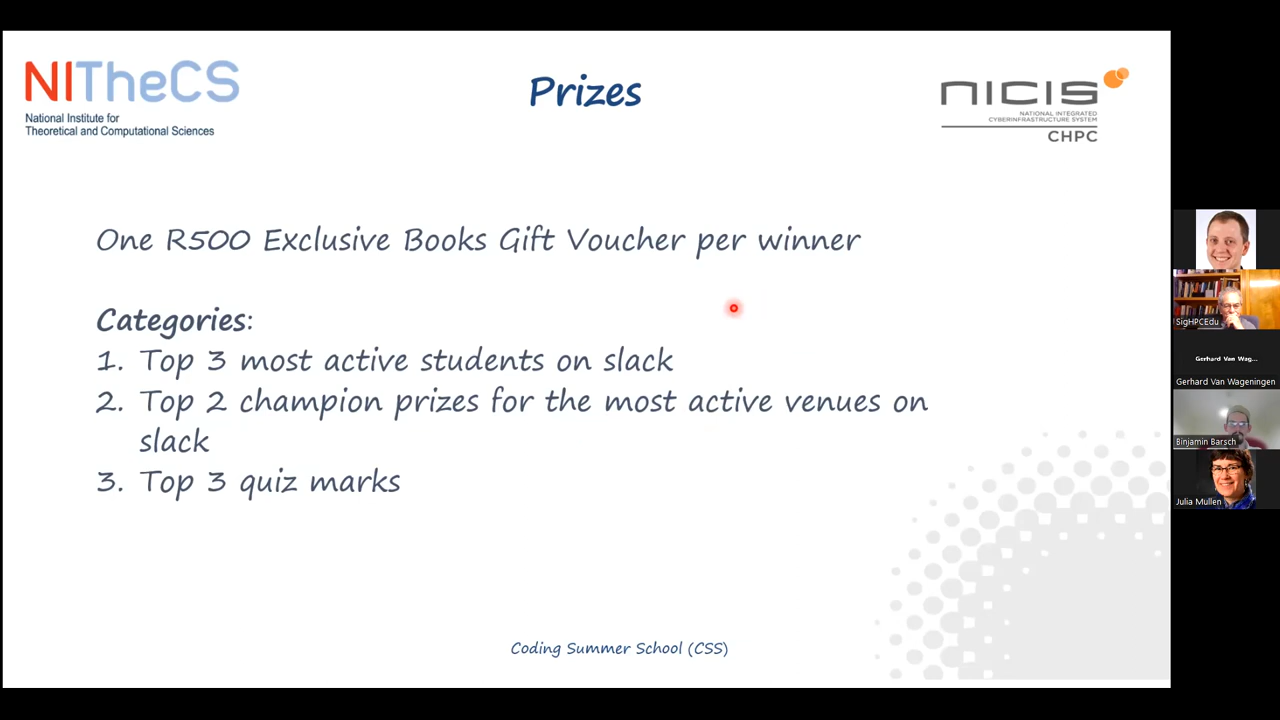 NITheCS
National Institute for
Theoretical and Computational Sciences
Prizes
NICIS
NATIONAL INTEGRATED
CYBERINFRASTRUCTURE SYSTEM
CHPC
One R500 Exclusive Books Gift Voucher per winner
Categories:
1. Top 3 most active students on slack
2. Top 2 champion prizes for the most active venues on
slack
3. Top 3 quiz marks
Coding Summer School (CSS)
SigHPCEdu
Gerhard Van Wag...
Gerhard Van Wageningen
Binjamin Barsch
Julia Mullen